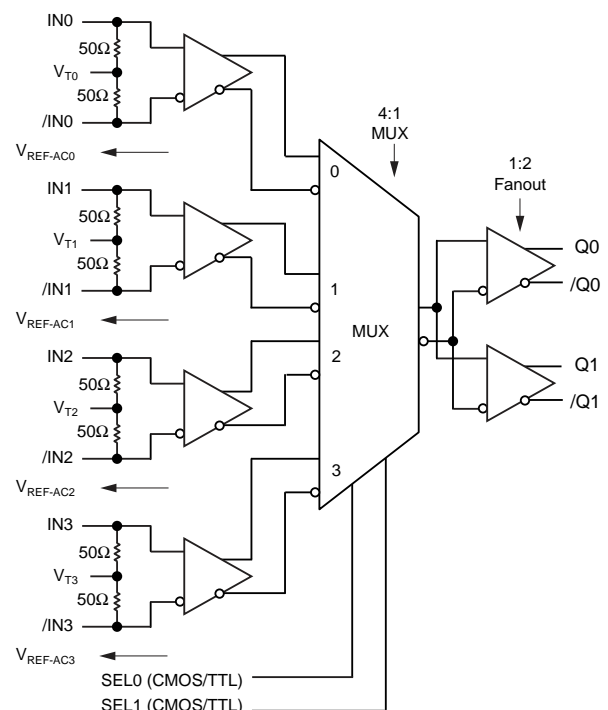 IN0
50Ω
VT0
50Ω
/IN0
VREF-AC0
IN1
50Ω
VT1
50Ω
/IN1
VREF-AC1
IN2
50Ω
VT2
50Ω
/IN2
VREF-AC2
IN3
50Ω
VT3
50Ω
/IN3
VREF-AC3
SEL0 (CMOS/TTL)
SEL1 (CMOS/TTL)
4:1
MUX
0
1
MUX
2
3
1:2
Fanout
Q0
/Q0
Q1
/Q1